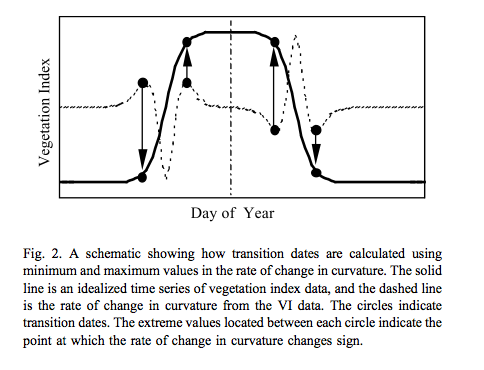 Vegetation Index
Day of Year
Fig. 2. A schematic showing how transition dates are calculated using
minimum and maximum values in the rate of change in curvature. The solid
line is an idealized time series of vegetation index data, and the dashed line
is the rate of change in curvature from the VI data. The circles indicate
transition dates. The extreme values located between each circle indicate the
point at which the rate of change in curvature changes sign.